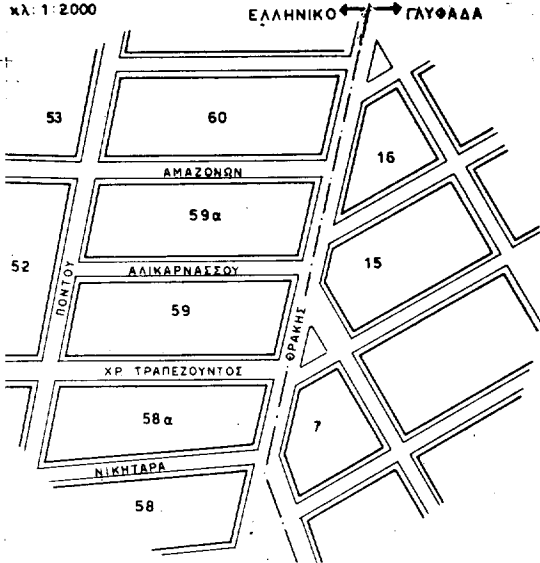 κλ: 1:2000
ΕΛΛΗΝΙΚΟ ΓΛΥΦΑΔΑ
53
60
16
ΑΜΑΖΟΝΩΝ
59α
52
ΑΛΙΚΑΡΝΑΣΣΟΥ
15
ΠΟΝΤΟΥ
59
ΘΡΑΚΗΣ
ΧΡ. ΤΡΑΠΕΖΟΥΝΤΟΣ
58α
7
ΝΙΚΗΤΑΡΑ
58